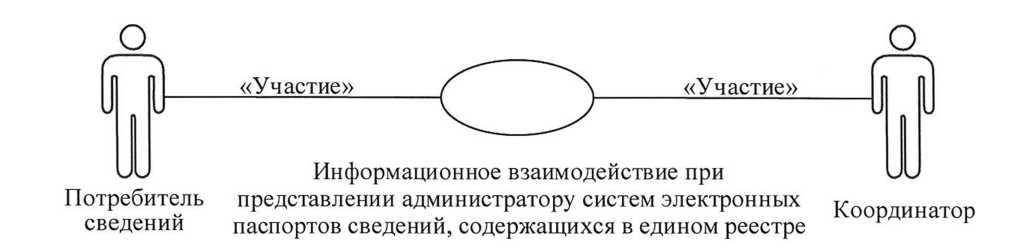 «Участие» «Участие»
Информационное взаимодействие при
представлении администратору систем электронных
паспортов сведений, содержащихся в едином реестре
Потребитель
сведений
Координатор